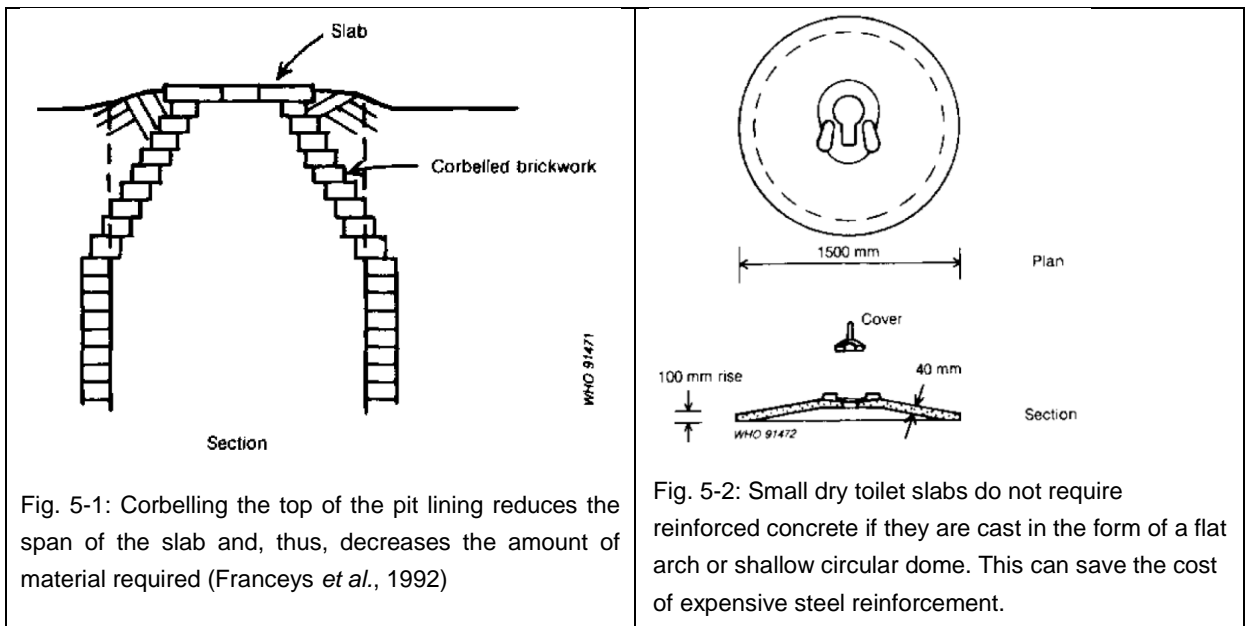 Slab
Corbelled brickwork
WHO 91471
Section
Fig. 5-1: Corbelling the top of the pit lining reduces the
span of the slab and, thus, decreases the amount of
material required (Franceys et al., 1992)
1500 mm
Plan
Cover
100 mm rise
40 mm
Section
WHO 91472
Fig. 5-2: Small dry toilet slabs do not require
reinforced concrete if they are cast in the form of a flat
arch or shallow circular dome. This can save the cost
of expensive steel reinforcement.